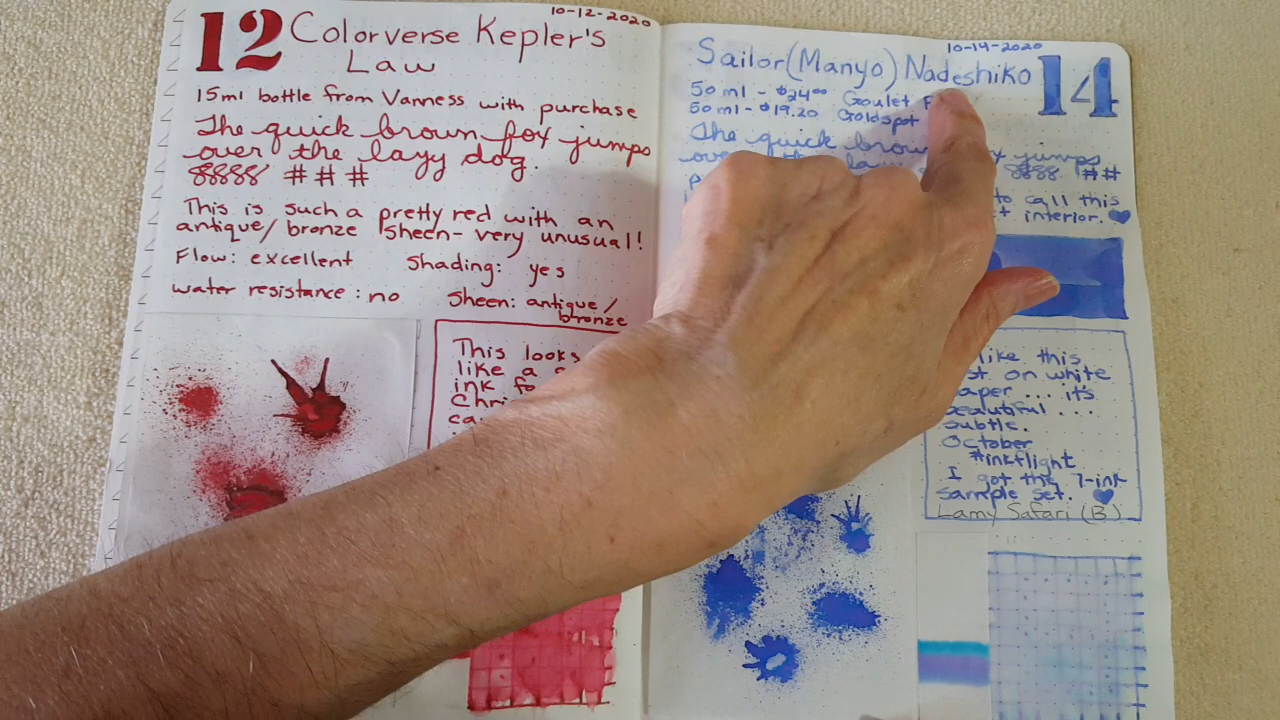 10-12-2020
12 Colorverse Kepler's
Law
15ml bottle from Vanness with purchase
The quick brown fox jumps
over the lazy dog.
8888 # # #
This is such a pretty red with an
antique/bronze sheen- very unusual!
Flow: excellent Shading: yes
water resistance: no Sheen: antique/
bronze
This looks
like a
ink
10-14-2020
Sailor (Manyo) Nadeshiko 14
50 ml - $24.00 Goulet
50 ml - $19.20 Goldspot
The quick jumps
8888 ##
to call this
interior.
like this
on white
it's
beautiful ...
subtle.
October
#inkflight
I got the 7-ink
sample set.
Lamy Safari (B)